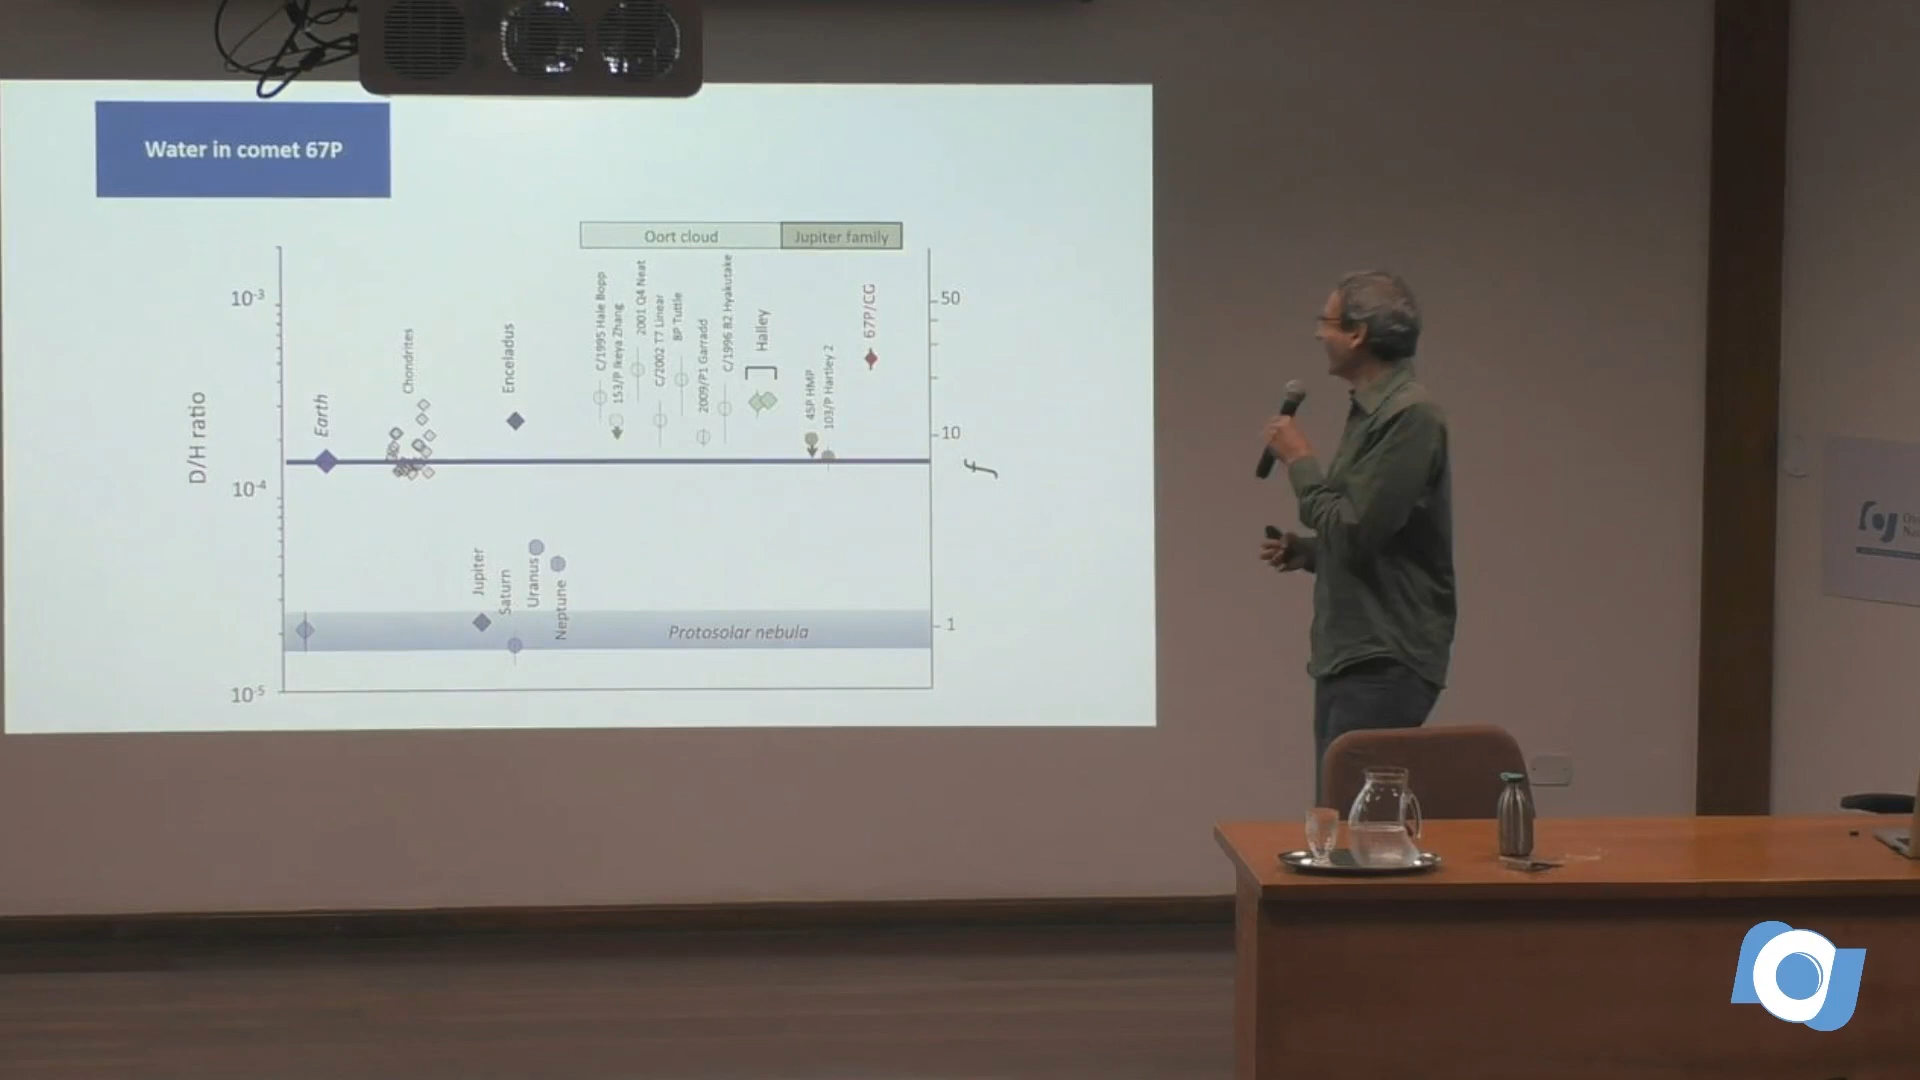 Water in comet 67P
Oort cloud
Jupiter family
D/H ratio
10-3
10-4
10-5
Earth
Chondrites
Enceladus
C/1995 Hale Bopp
153/P Ikeya Zhang
2001 Q4 Neat
C/2002 T7 Linear
8P Tuttle
2009/P1 Garradd
C/1996 B2 Hyakutake
Halley
45P HMP
103/P Hartley 2
67P/CG
50
10
1
f
Jupiter
Saturn
Uranus
Neptune
Protosolar nebula